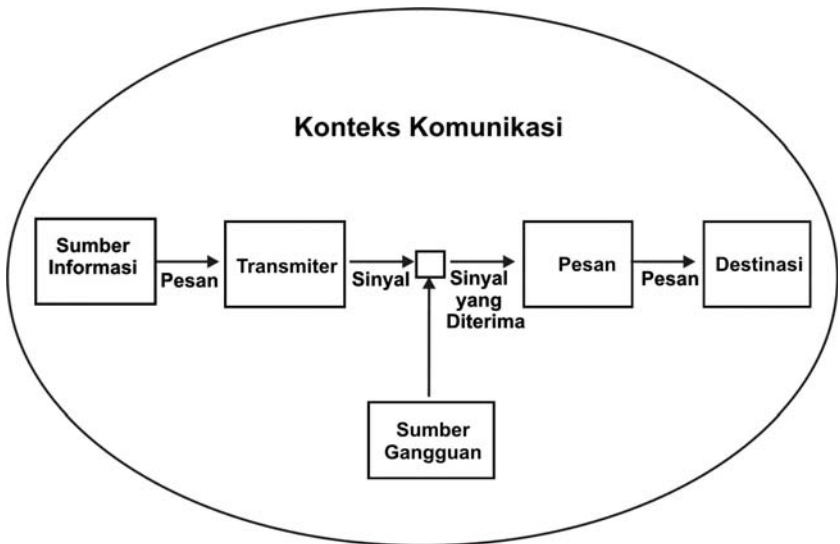 Konteks Komunikasi
Sumber
Informasi
Pesan
Transmiter
Sinyal
Sinyal
yang
Diterima
Pesan
Pesan
Destinasi
Sumber
Gangguan